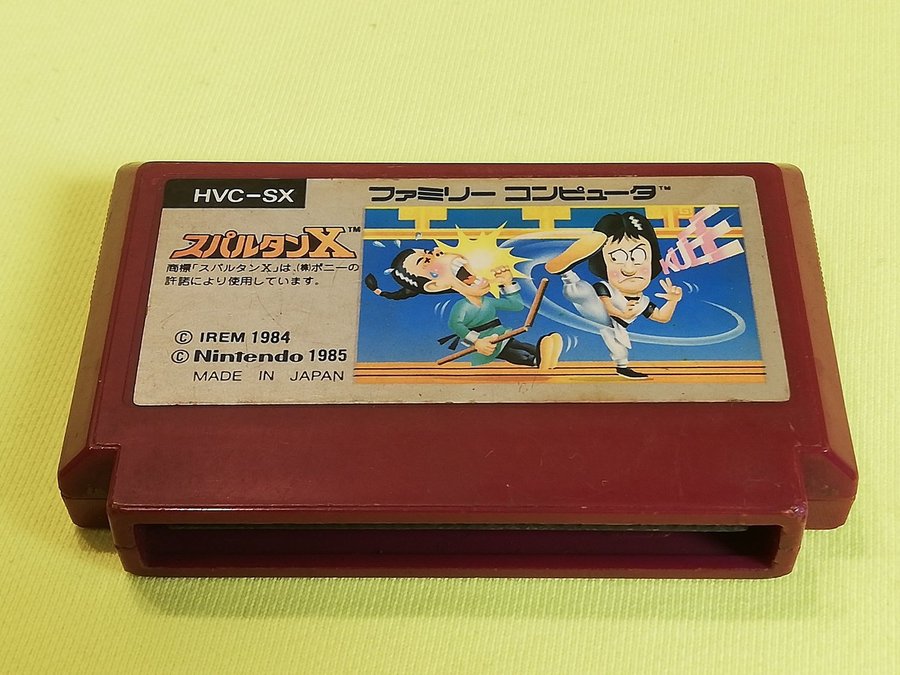 HVC-SX
ファミリー コンピュータ™
スパルタンX™
商標「スパルタンX」は、(株)ポニーの
許諾により使用しています。
© IREM 1984
© Nintendo 1985
MADE IN JAPAN